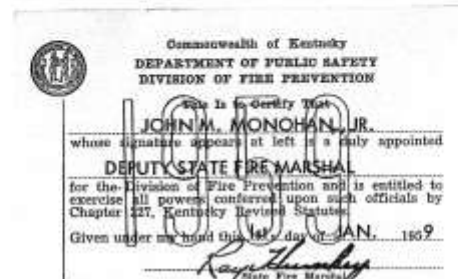 Commonwealth of Kentucky
DEPARTMENT OF PUBLIC SAFETY
DIVISION OF FIRE PREVENTION
This Is to Certify That
JOHN M. MONOHAN, JR.
whose signature appears at left is a duly appointed
DEPUTY STATE FIRE MARSHAL
for the Division of Fire Prevention and is entitled to
exercise all powers conferred upon such officials by
Chapter 227, Kentucky Revised Statutes.
Given under my hand this 1st day of JAN. 1959
State Fire Marshal